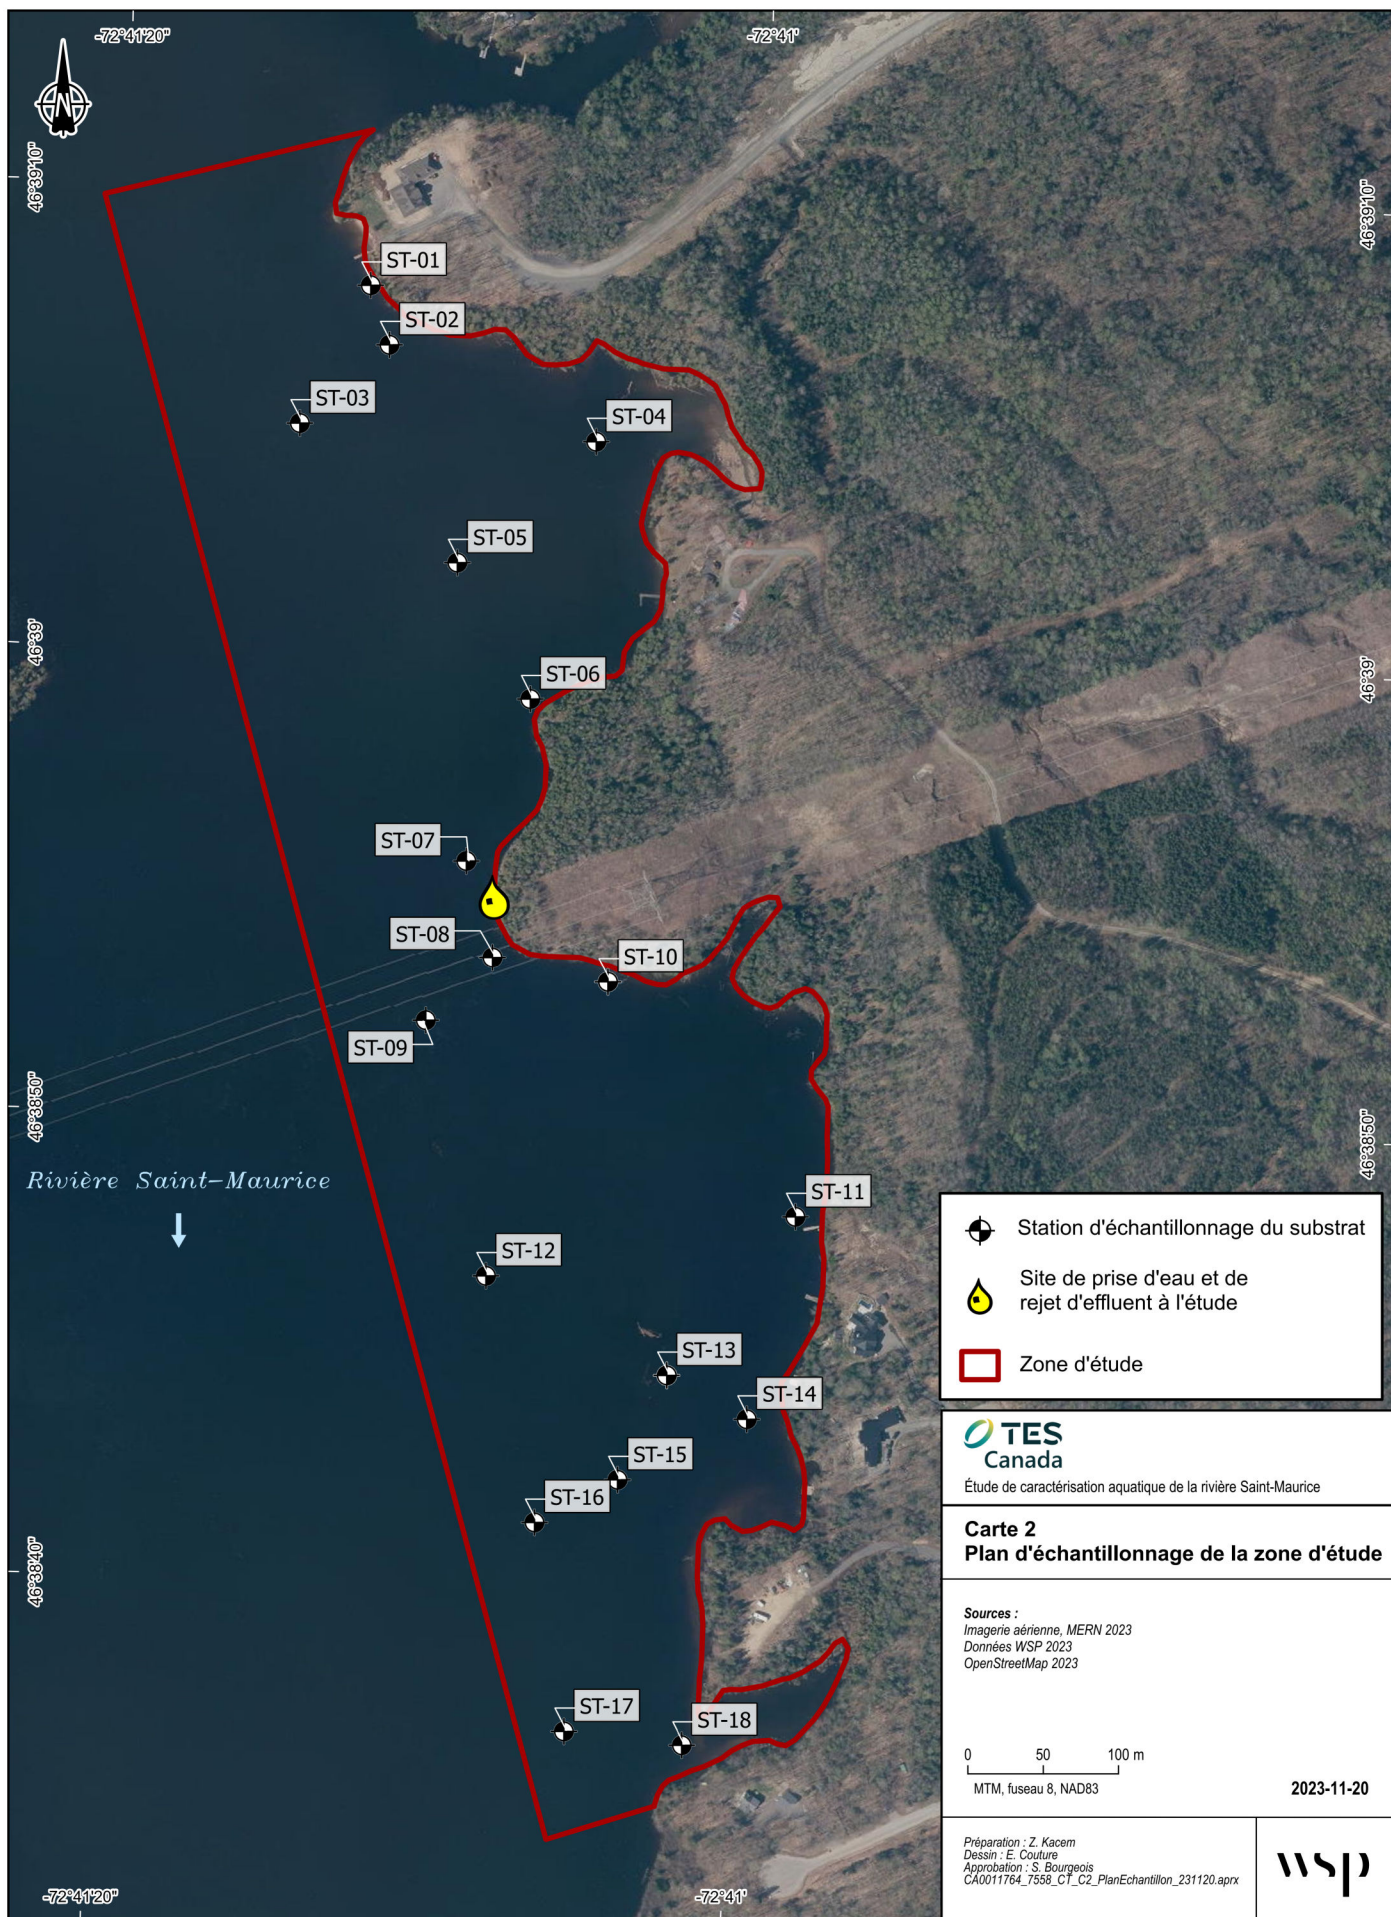 -72°41'20"
-72°41'
46°39'10"
46°39'10"
ST-01
ST-02
ST-03
ST-04
ST-05
46°39'
46°39'
ST-06
ST-07
ST-08
ST-10
ST-09
46°38'50"
46°38'50"
Rivière Saint-Maurice
ST-11
ST-12
ST-13
ST-14
ST-15
ST-16
46°38'40"
ST-17
ST-18
-72°41'20"
-72°41'
N
Station d'échantillonnage du substrat
Site de prise d'eau et de
rejet d'effluent à l'étude
Zone d'étude
TES
Canada
Étude de caractérisation aquatique de la rivière Saint-Maurice
Carte 2
Plan d'échantillonnage de la zone d'étude
Sources :
Imagerie aérienne, MERN 2023
Données WSP 2023
OpenStreetMap 2023
0 50 100 m
MTM, fuseau 8, NAD83
2023-11-20
Préparation : Z. Kacem
Dessin : E. Couture
Approbation : S. Bourgeois
CA0011764_7558_CT_C2_PlanEchantillon_231120.aprx
wsp